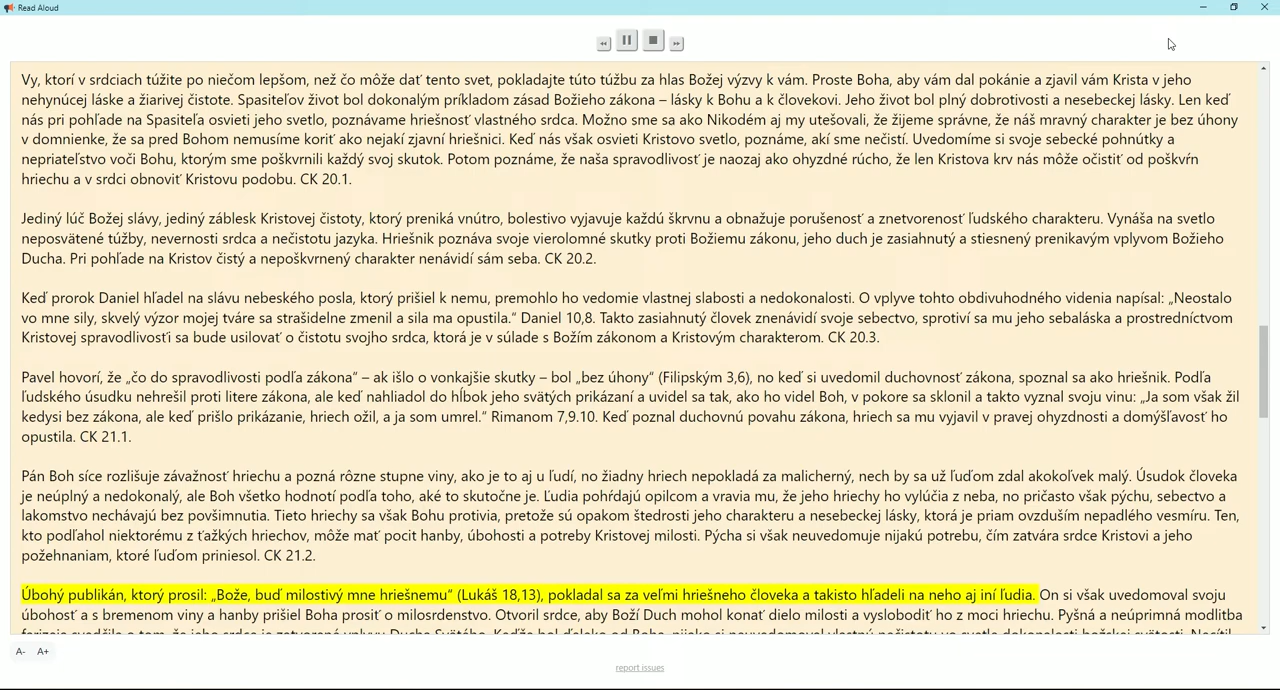 Read Aloud
Vy, ktorí v srdciach túžite po niečom lepšom, než čo môže dať tento svet, pokladajte túto túžbu za hlas Božej výzvy k vám. Proste Boha, aby vám dal pokánie a zjavil vám Krista v jeho
nehynúcej láske a žiarivej čistote. Spasiteľov život bol dokonalým príkladom zásad Božieho zákona – lásky k Bohu a k človekovi. Jeho život bol plný dobrotivosti a nesebeckej lásky. Len keď
nás pri pohľade na Spasiteľa osvieti jeho svetlo, poznávame hriešnosť vlastného srdca. Možno sme sa ako Nikodém aj my utešovali, že žijeme správne, že náš mravný charakter je bez úhony
v domnienke, že sa pred Bohom nemusíme koriť ako nejakí zjavní hriešnici. Keď nás však osvieti Kristovo svetlo, poznáme, akí sme nečistí. Uvedomíme si svoje sebecké pohnútky a
nepriateľstvo voči Bohu, ktorým sme poškvrnili každý svoj skutok. Potom poznáme, že naša spravodlivosť je naozaj ako ohyzdné rúcho, že len Kristova krv nás môže očistiť od poškvŕn
hriechu a v srdci obnoviť Kristovu podobu. CK 20.1.
Jediný lúč Božej slávy, jediný záblesk Kristovej čistoty, ktorý preniká vnútro, bolestivo vyjavuje každú škrvnu a obnažuje porušenosť a znetvorenosť ľudského charakteru. Vynáša na svetlo
neposvätené túžby, nevernosti srdca a nečistotu jazyka. Hriešnik poznáva svoje vierolomné skutky proti Božiemu zákonu, jeho duch je zasiahnutý a stiesnený prenikavým vplyvom Božieho
Ducha. Pri pohľade na Kristov čistý a nepoškvrnený charakter nenávidí sám seba. CK 20.2.
Keď prorok Daniel hľadel na slávu nebeského posla, ktorý prišiel k nemu, premohlo ho vedomie vlastnej slabosti a nedokonalosti. O vplyve tohto obdivuhodného videnia napísal: „Neostalo
vo mne sily, skvelý výzor mojej tváre sa strašidelne zmenil a sila ma opustila.“ Daniel 10,8. Takto zasiahnutý človek znenávidí svoje sebectvo, sprotiví sa mu jeho sebaláska a prostredníctvom
Kristovej spravodlivosťi sa bude usilovať o čistotu svojho srdca, ktorá je v súlade s Božím zákonom a Kristovým charakterom. CK 20.3.
Pavel hovorí, že „čo do spravodlivosti podľa zákona“ – ak išlo o vonkajšie skutky – bol „bez úhony“ (Filipským 3,6), no keď si uvedomil duchovnosť zákona, spoznal sa ako hriešnik. Podľa
ľudského úsudku nehrešil proti litere zákona, ale keď nahliadol do hĺbok jeho svätých prikázaní a uvidel sa tak, ako ho videl Boh, v pokore sa sklonil a takto vyznal svoju vinu: „Ja som však žil
kedysi bez zákona, ale keď prišlo prikázanie, hriech ožil, a ja som umrel.“ Rimanom 7,9.10. Keď poznal duchovnú povahu zákona, hriech sa mu vyjavil v pravej ohyzdnosti a domýšľavosť ho
opustila. CK 21.1.
Pán Boh síce rozlišuje závažnosť hriechu a pozná rôzne stupne viny, ako je to aj u ľudí, no žiadny hriech nepokladá za malicherný, nech by sa už ľuďom zdal akokoľvek malý. Úsudok človeka
je neúplný a nedokonalý, ale Boh všetko hodnotí podľa toho, aké to skutočne je. Ľudia pohŕdajú opilcom a vravia mu, že jeho hriechy ho vylúčia z neba, no pričasto však pýchu, sebectvo a
lakomstvo nechávajú bez povšimnutia. Tieto hriechy sa však Bohu protivia, pretože sú opakom štedrosti jeho charakteru a nesebeckej lásky, ktorá je priam ovzduším nepadlého vesmíru. Ten,
kto podľahol niektorému z ťažkých hriechov, môže mať pocit hanby, úbohosti a potreby Kristovej milosti. Pýcha si však neuvedomuje nijakú potrebu, čím zatvára srdce Kristovi a jeho
požehnaniam, ktoré ľuďom priniesol. CK 21.2.
Úbohý publikán, ktorý prosil: „Bože, buď milostivý mne hriešnemu“ (Lukáš 18,13), pokladal sa za veľmi hriešneho človeka a takisto hľadeli na neho aj iní ľudia. On si však uvedomoval svoju
úbohosť a s bremenom viny a hanby prišiel Boha prosiť o milosrdenstvo. Otvoril srdce, aby Boží Duch mohol konať dielo milosti a vyslobodiť ho z moci hriechu. Pyšná a neúprimná modlitba
A- A+
report issues